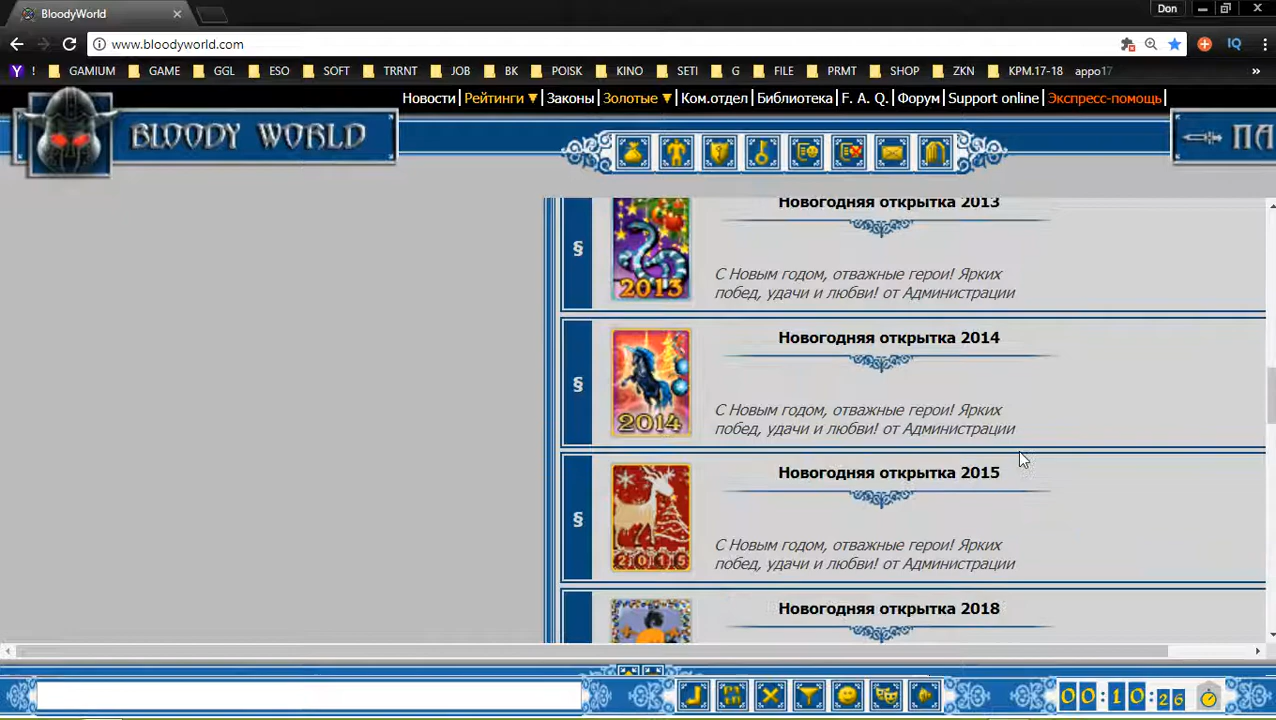 BloodyWorld
Don
www.bloodyworld.com
IQ
Y ! GAMIUM GAME GGL ESO SOFT TRRNT JOB BK POISK KINO SETI G FILE PRMT SHOP ZKN KPM.17-18 appo17 »
Новости | Рейтинги ▼ | Законы | Золотые ▼ | Ком.отдел | Библиотека | F. A. Q. | Форум | Support online | Экспресс-помощь |
BLOODY WORLD
ПА
Новогодняя открытка 2013
§
2013
С Новым годом, отважные герои! Ярких
побед, удачи и любви! от Администрации
Новогодняя открытка 2014
§
2014
С Новым годом, отважные герои! Ярких
побед, удачи и любви! от Администрации
Новогодняя открытка 2015
§
2015
С Новым годом, отважные герои! Ярких
побед, удачи и любви! от Администрации
Новогодняя открытка 2018
00:10:26